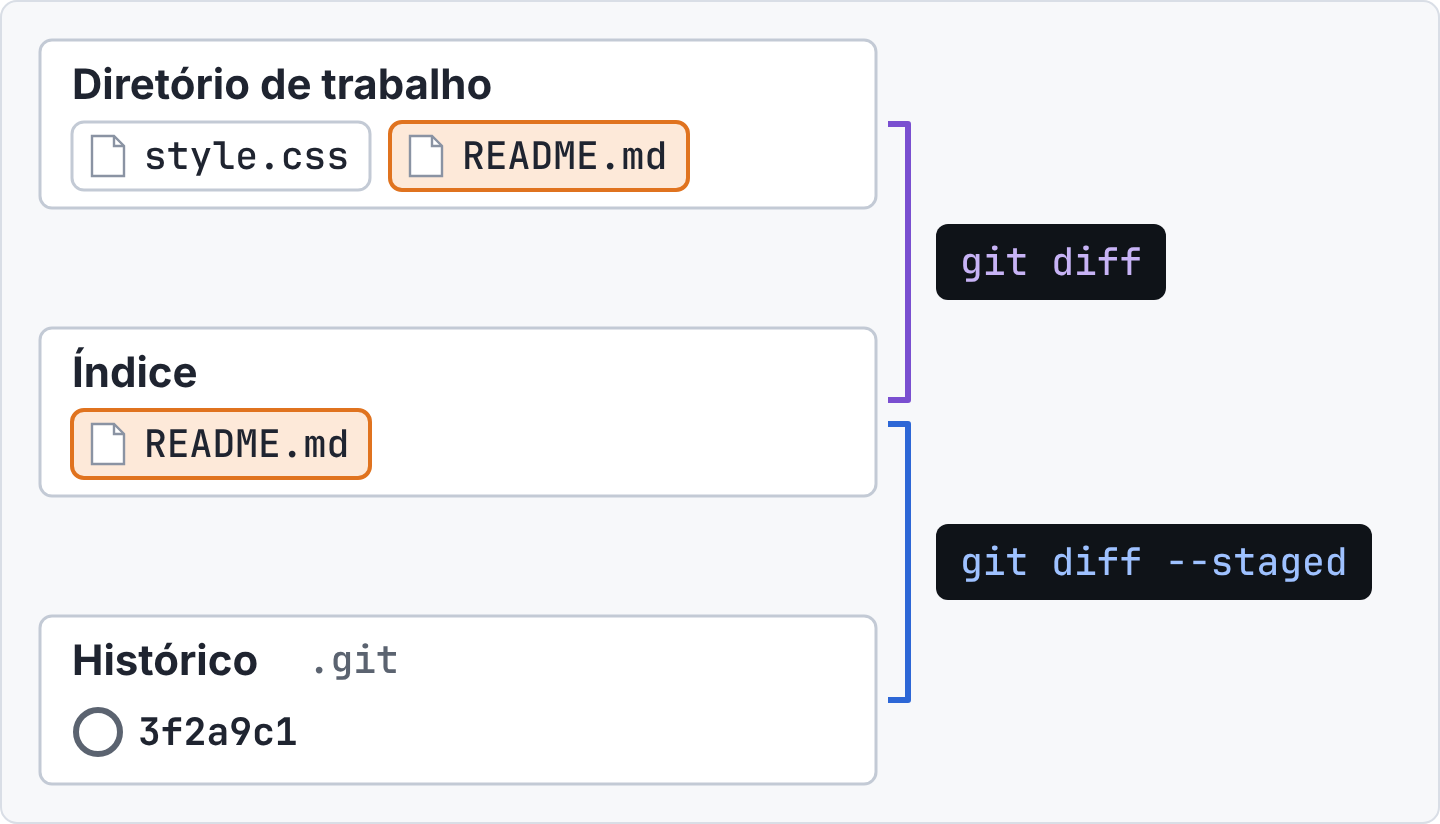 Diretório de trabalho
style.css README.md
git diff
Índice
README.md
git diff --staged
Histórico .git
3f2a9c1